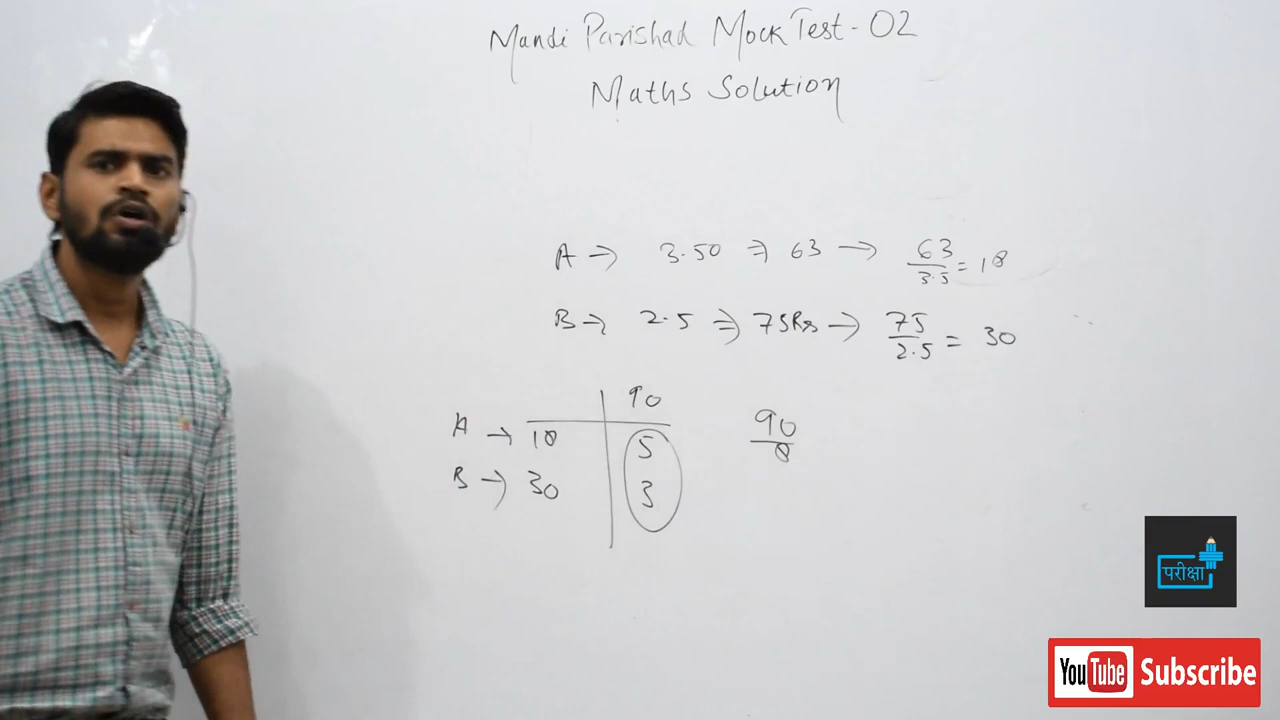 Mandi Parishad Mock Test - 02
Maths Solution
A → 3.50 ⇒ 63 → 63/3.5 = 18
B → 2.5 ⇒ 75Rs → 75/2.5 = 30
90
A → 18 5
B → 30 3
90/8
परीक्षा
YouTube Subscribe